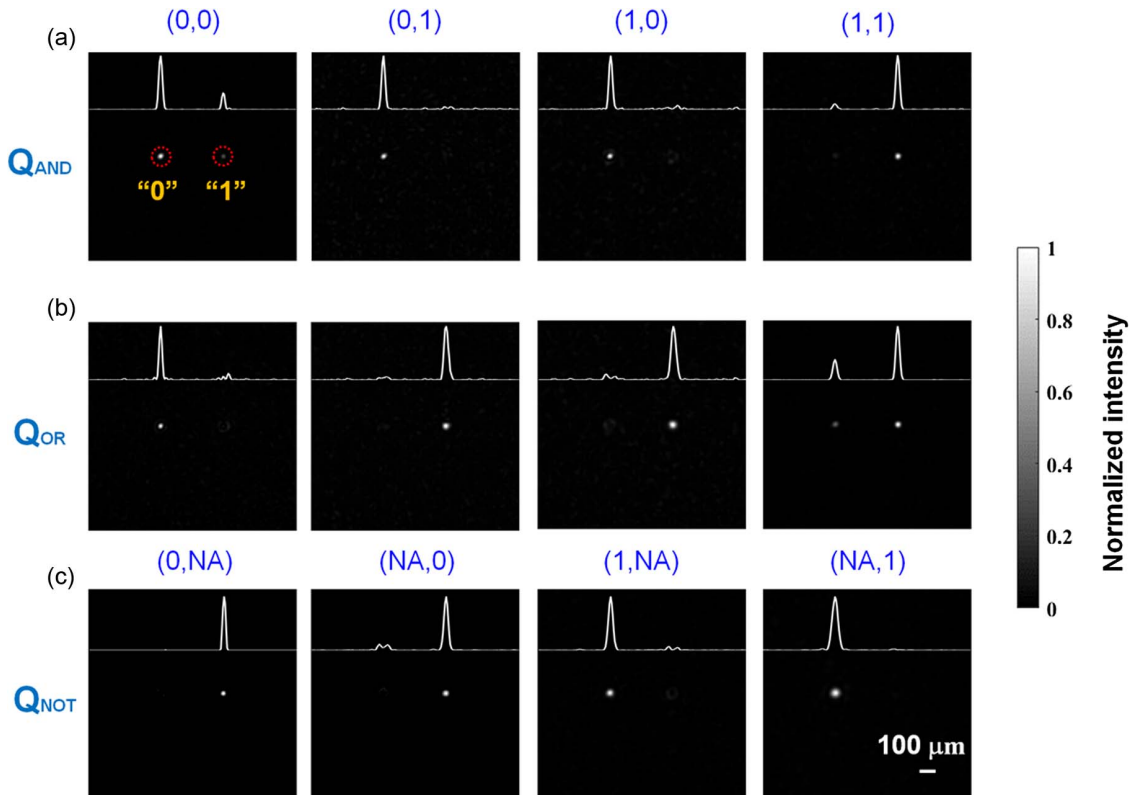 (0,0) (0,1) (1,0) (1,1)
(a)
QAND
“0” “1”
(b)
QOR
(0,NA) (NA,0) (1,NA) (NA,1)
(c)
QNOT
100 μm
1
0.8
0.6
0.4
0.2
0
Normalized intensity